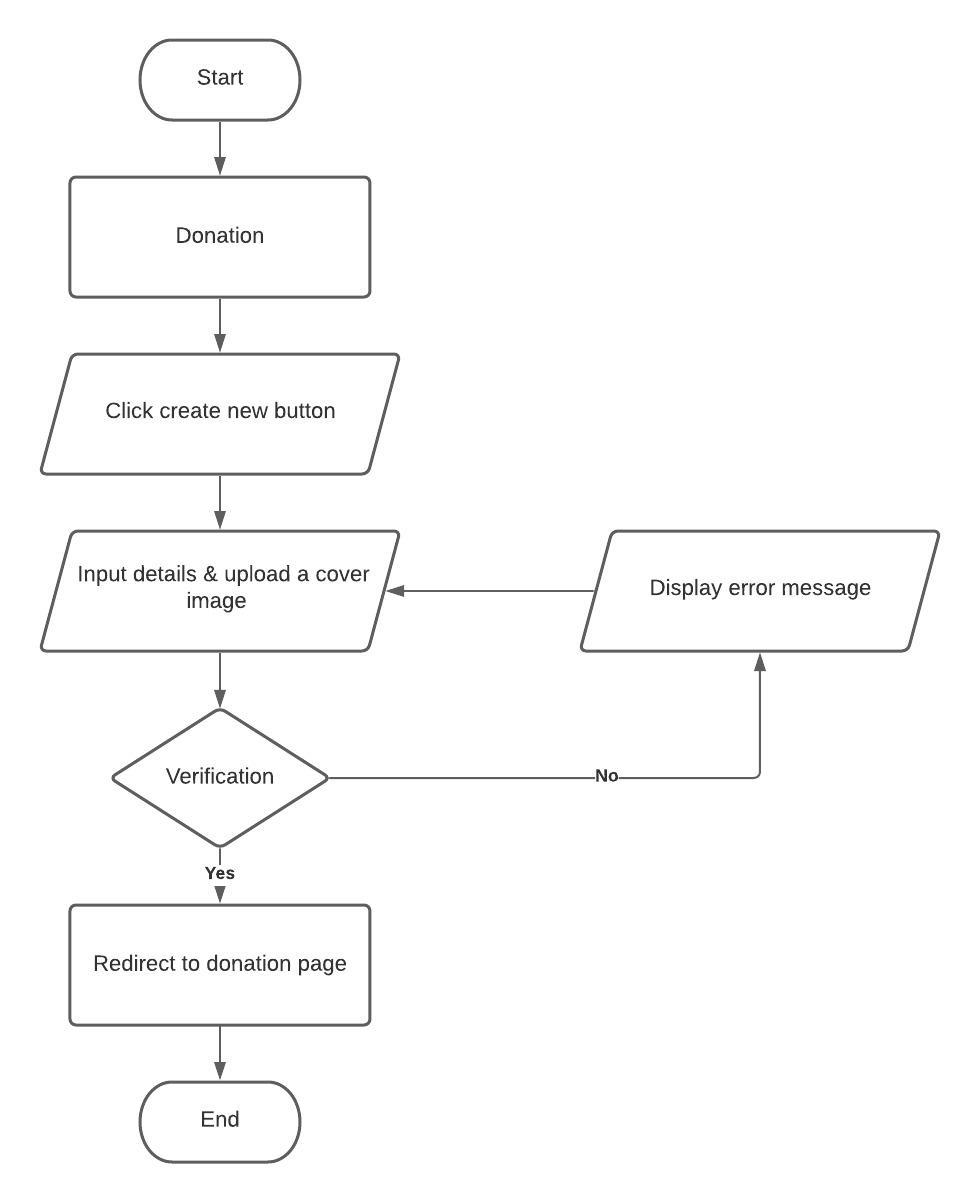 Start
Donation
Click create new button
Input details & upload a cover
image
Display error message
Verification
No
Yes
Redirect to donation page
End